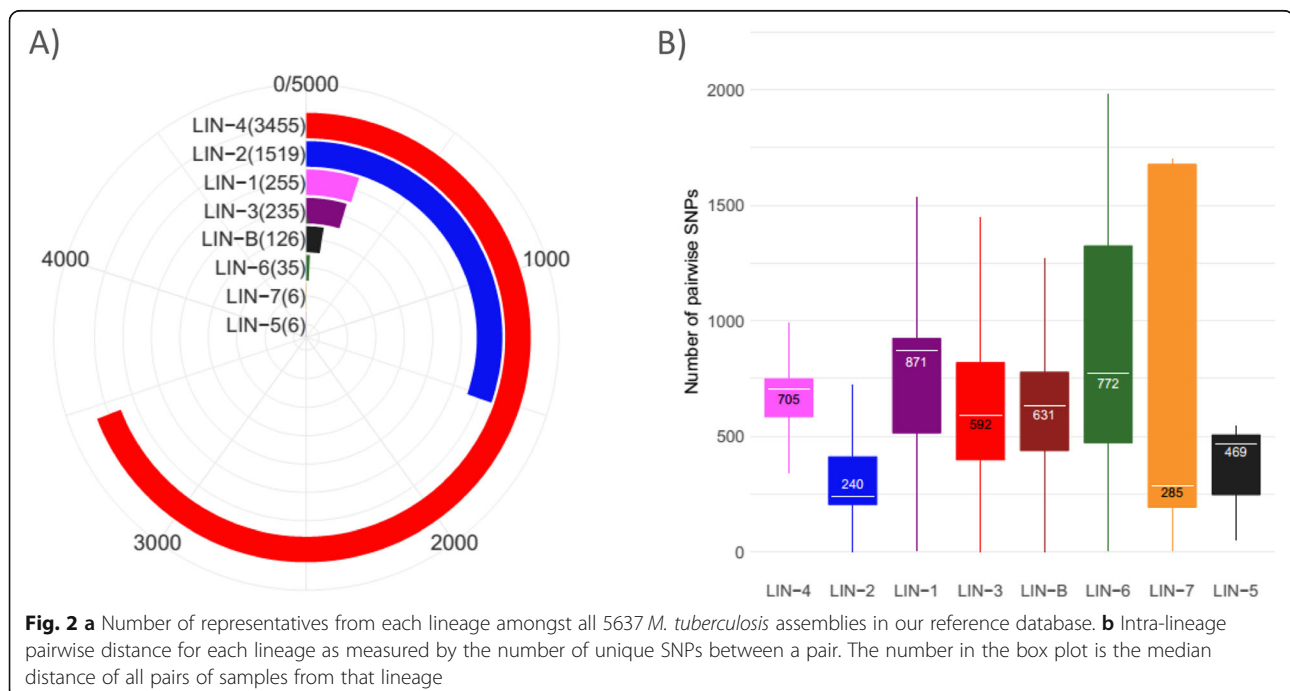 A)
0/5000
LIN−4(3455)
LIN−2(1519)
LIN−1(255)
LIN−3(235)
LIN−B(126)
LIN−6(35)
LIN−7(6)
LIN−5(6)
1000
2000
3000
4000
B)
Number of pairwise SNPs
2000
1500
1000
500
0
705
240
871
592
631
772
285
469
LIN−4 LIN−2 LIN−1 LIN−3 LIN−B LIN−6 LIN−7 LIN−5
Fig. 2 a Number of representatives from each lineage amongst all 5637 M. tuberculosis assemblies in our reference database. b Intra-lineage
pairwise distance for each lineage as measured by the number of unique SNPs between a pair. The number in the box plot is the median
distance of all pairs of samples from that lineage